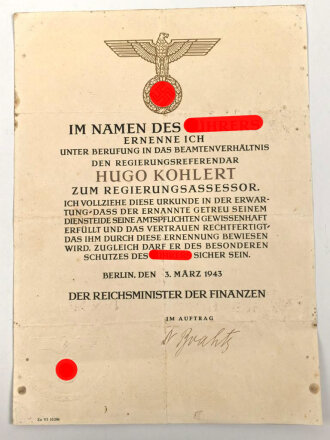 IM NAMEN DES
ERNENNE ICH
UNTER BERUFUNG IN DAS BEAMTENVERHÄLTNIS
DEN REGIERUNGSREFERENDAR
HUGO KOHLERT
ZUM REGIERUNGSASSESSOR.
ICH VOLLZIEHE DIESE URKUNDE IN DER ERWAR-
TUNG·DASS DER ERNANNTE GETREU SEINEM
DIENSTEIDE SEINE AMTSPFLICHTEN GEWISSENHAFT
ERFÜLLT UND DAS VERTRAUEN RECHTFERTIGT·
DAS IHM DURCH DIESE ERNENNUNG BEWIESEN
WIRD. ZUGLEICH DARF ER DES BESONDEREN
SCHUTZES DES SICHER SEIN.
BERLIN, DEN 3. MÄRZ 1943
DER REICHSMINISTER DER FINANZEN
IM AUFTRAG